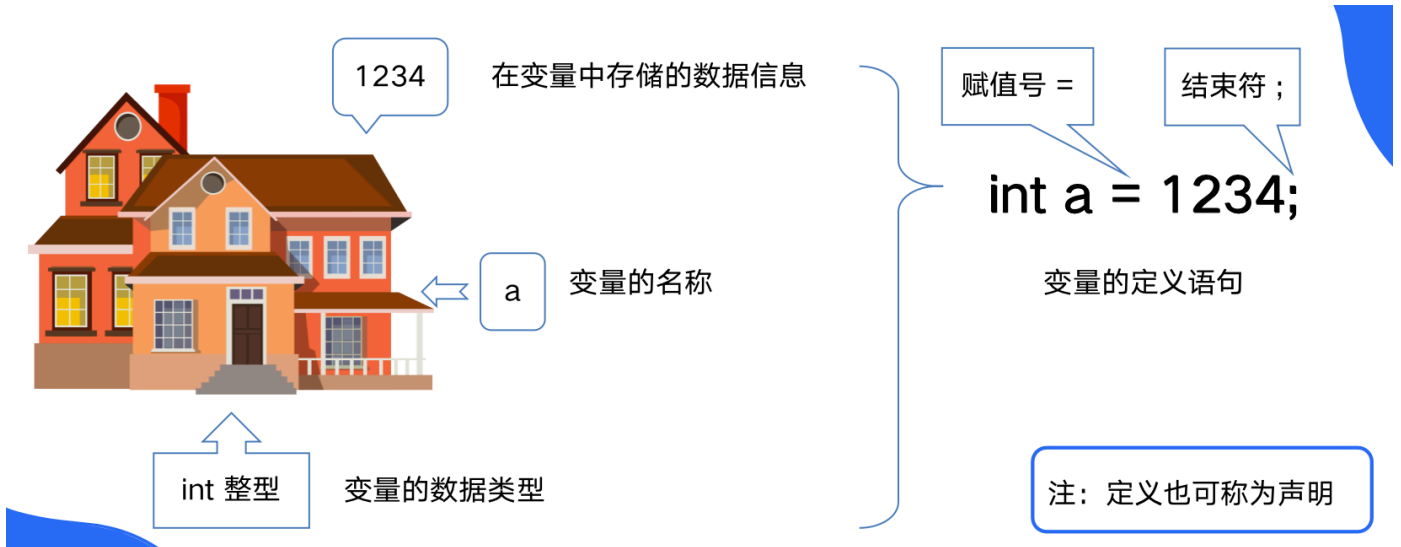 1234
在变量中存储的数据信息
赋值号 =
结束符 ;
int a = 1234;
a
变量的名称
变量的定义语句
int 整型
变量的数据类型
注：定义也可称为声明